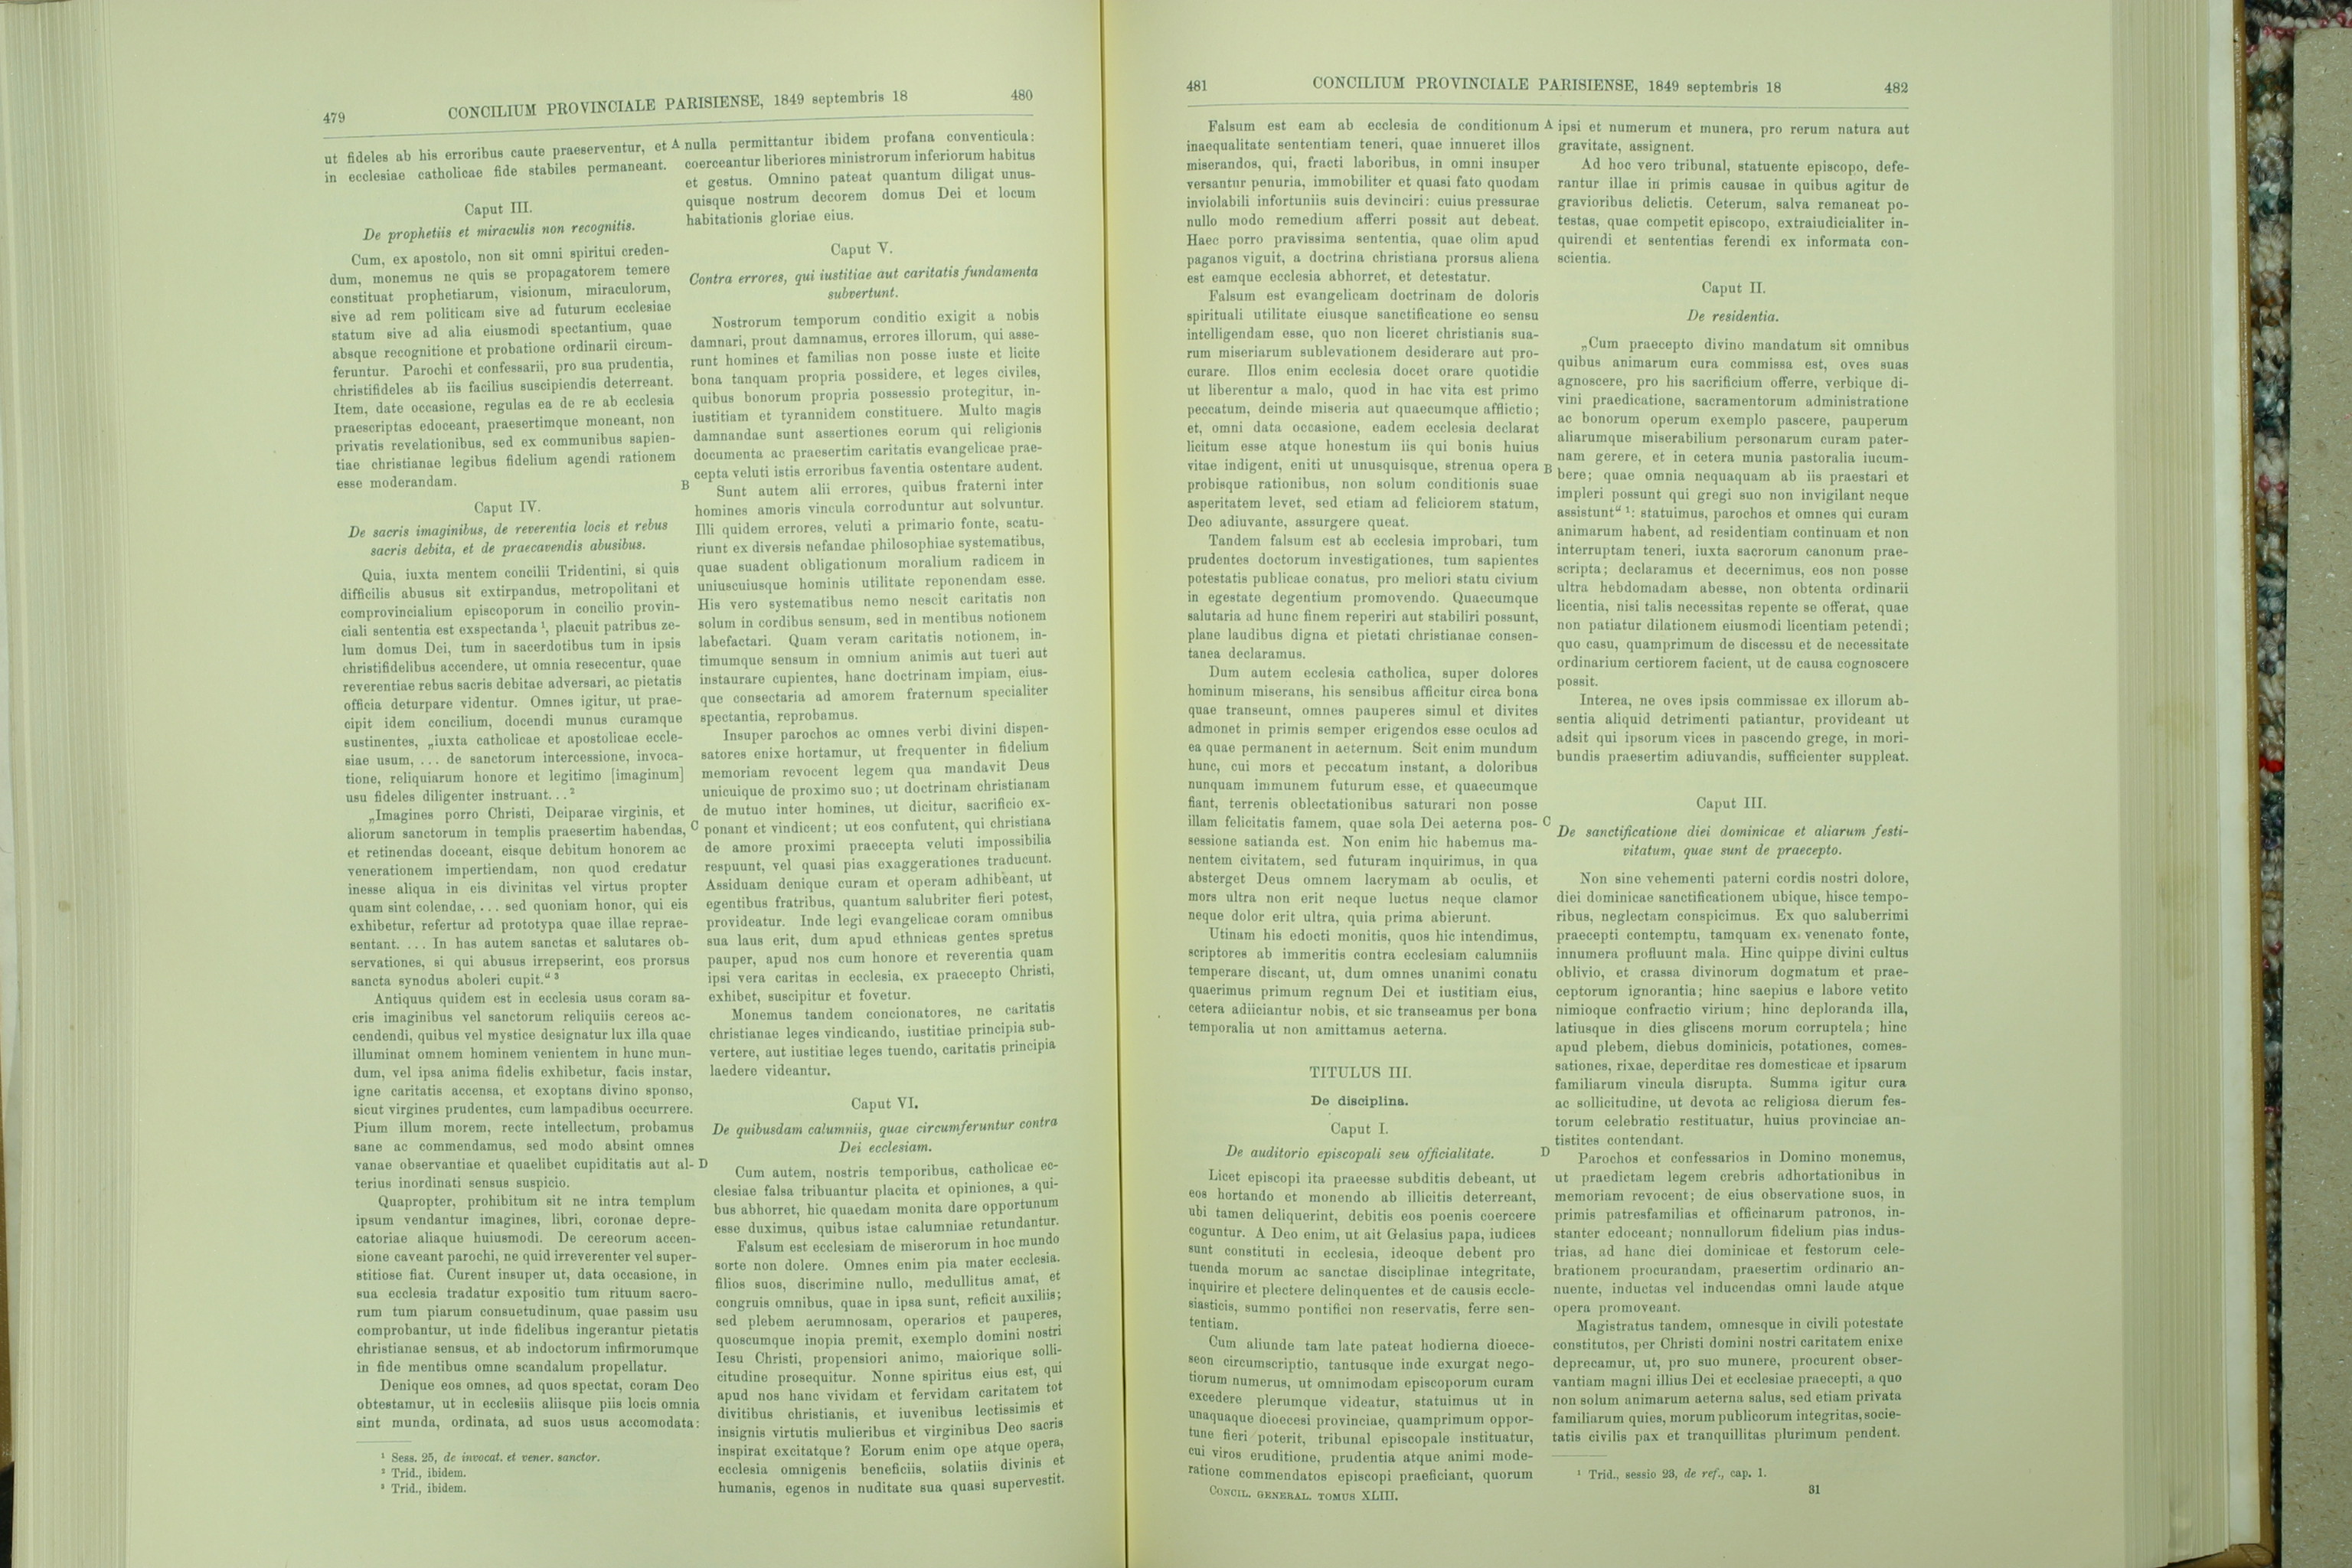 479
CONCILIUM PROVINCIALE PARISIENSE, 1849 septembris 18
480
ut fideles ab his erroribus caute praeserventur, et
in ecclesiae catholicae fide stabiles permaneant.
Caput III.
De prophetiis et miraculis non recognitis.
Cum, ex apostolo, non sit omni spiritui creden-
dum, monemus ne quis se propagatorem temere
constituat prophetiarum, visionum, miraculorum,
sive ad rem politicam sive ad futurum ecclesiae
statum sive ad alia eiusmodi spectantium, quae
absque recognitione et probatione ordinarii circum-
feruntur. Parochi et confessarii, pro sua prudentia,
christifideles ab iis facilius suscipiendis deterreant.
Item, date occasione, regulas ea de re ab ecclesia
praescriptas edoceant, praesertimque moneant, non
privatis revelationibus, sed ex communibus sapien-
tiae christianae legibus fidelium agendi rationem
esse moderandam.
Caput IV.
De sacris imaginibus, de reverentia locis et rebus
sacris debita, et de praecavendis abusibus.
Quia, iuxta mentem concilii Tridentini, si quis
difficilis abusus sit extirpandus, metropolitani et
comprovincialium episcoporum in concilio provin-
ciali sententia est exspectanda ¹, placuit patribus ze-
lum domus Dei, tum in sacerdotibus tum in ipsis
christifidelibus accendere, ut omnia resecentur, quae
reverentiae rebus sacris debitae adversari, ac pietatis
officia deturpare videntur. Omnes igitur, ut prae-
cipit idem concilium, docendi munus curamque
sustinentes, „iuxta catholicae et apostolicae eccle-
siae usum, ... de sanctorum intercessione, invoca-
tione, reliquiarum honore et legitimo [imaginum]
usu fideles diligenter instruant. . . ²
„Imagines porro Christi, Deiparae virginis, et
aliorum sanctorum in templis praesertim habendas,
et retinendas doceant, eisque debitum honorem ac
venerationem impertiendam, non quod credatur
inesse aliqua in eis divinitas vel virtus propter
quam sint colendae, ... sed quoniam honor, qui eis
exhibetur, refertur ad prototypa quae illae reprae-
sentant. ... In has autem sanctas et salutares ob-
servationes, si qui abusus irrepserint, eos prorsus
sancta synodus aboleri cupit.“ ³
Antiquus quidem est in ecclesia usus coram sa-
cris imaginibus vel sanctorum reliquiis cereos ac-
cendendi, quibus vel mystice designatur lux illa quae
illuminat omnem hominem venientem in hunc mun-
dum, vel ipsa anima fidelis exhibetur, facis instar,
igne caritatis accensa, et exoptans divino sponso,
sicut virgines prudentes, cum lampadibus occurrere.
Pium illum morem, recte intellectum, probamus
sane ac commendamus, sed modo absint omnes
vanae observantiae et quaelibet cupiditatis aut al-
terius inordinati sensus suspicio.
Quapropter, prohibitum sit ne intra templum
ipsum vendantur imagines, libri, coronae depre-
catoriae aliaque huiusmodi. De cereorum accen-
sione caveant parochi, ne quid irreverenter vel super-
stitiose fiat. Curent insuper ut, data occasione, in
sua ecclesia tradatur expositio tum rituum sacro-
rum tum piarum consuetudinum, quae passim usu
comprobantur, ut inde fidelibus ingerantur pietatis
christianae sensus, et ab indoctorum infirmorumque
in fide mentibus omne scandalum propellatur.
Denique eos omnes, ad quos spectat, coram Deo
obtestamur, ut in ecclesiis aliisque piis locis omnia
sint munda, ordinata, ad suos usus accomodata:
¹ Sess. 25, de invocat. et vener. sanctor.
² Trid., ibidem.
³ Trid., ibidem.
A
B
C
D
nulla permittantur ibidem profana conventicula:
coerceantur liberiores ministrorum inferiorum habitus
et gestus. Omnino pateat quantum diligat unus-
quisque nostrum decorem domus Dei et locum
habitationis gloriae eius.
Caput V.
Contra errores, qui iustitiae aut caritatis fundamenta
subvertunt.
Nostrorum temporum conditio exigit a nobis
damnari, prout damnamus, errores illorum, qui asse-
runt homines et familias non posse iuste et licite
bona tanquam propria possidere, et leges civiles,
quibus bonorum propria possessio protegitur, in-
iustitiam et tyrannidem constituere. Multo magis
damnandae sunt assertiones eorum qui religionis
documenta ac praesertim caritatis evangelicae prae-
cepta veluti istis erroribus faventia ostentare audent.
Sunt autem alii errores, quibus fraterni inter
homines amoris vincula corroduntur aut solvuntur.
Illi quidem errores, veluti a primario fonte, scatu-
riunt ex diversis nefandae philosophiae systematibus,
quae suadent obligationum moralium radicem in
uniuscuiusque hominis utilitate reponendam esse.
His vero systematibus nemo nescit caritatis non
solum in cordibus sensum, sed in mentibus notionem
labefactari. Quam veram caritatis notionem, in-
timumque sensum in omnium animis aut tueri aut
instaurare cupientes, hanc doctrinam impiam, eius-
que consectaria ad amorem fraternum specialiter
spectantia, reprobamus.
Insuper parochos ac omnes verbi divini dispen-
satores enixe hortamur, ut frequenter in fidelium
memoriam revocent legem qua mandavit Deus
unicuique de proximo suo; ut doctrinam christianam
de mutuo inter homines, ut dicitur, sacrificio ex-
ponant et vindicent; ut eos confutent, qui christiana
de amore proximi praecepta veluti impossibilia
respuunt, vel quasi pias exaggerationes traducunt.
Assiduam denique curam et operam adhibeant, ut
egentibus fratribus, quantum salubriter fieri potest,
provideatur. Inde legi evangelicae coram omnibus
sua laus erit, dum apud ethnicas gentes spretus
pauper, apud nos cum honore et reverentia quam
ipsi vera caritas in ecclesia, ex praecepto Christi,
exhibet, suscipitur et fovetur.
Monemus tandem concionatores, ne caritatis
christianae leges vindicando, iustitiae principia sub-
vertere, aut iustitiae leges tuendo, caritatis principia
laedere videantur.
Caput VI.
De quibusdam calumniis, quae circumferuntur contra
Dei ecclesiam.
Cum autem, nostris temporibus, catholicae ec-
clesiae falsa tribuantur placita et opiniones, a qui-
bus abhorret, hic quaedam monita dare opportunum
esse duximus, quibus istae calumniae retundantur.
Falsum est ecclesiam de miserorum in hoc mundo
sorte non dolere. Omnes enim pia mater ecclesia.
filios suos, discrimine nullo, medullitus amat, et
congruis omnibus, quae in ipsa sunt, reficit auxiliis;
sed plebem aerumnosam, operarios et pauperes,
quoscumque inopia premit, exemplo domini nostri
Iesu Christi, propensiori animo, maiorique solli-
citudine prosequitur. Nonne spiritus eius est, qui
apud nos hanc vividam et fervidam caritatem tot
divitibus christianis, et iuvenibus lectissimis et
insignis virtutis mulieribus et virginibus Deo sacris
inspirat excitatque? Eorum enim ope atque opera,
ecclesia omnigenis beneficiis, solatiis divinis et
humanis, egenos in nuditate sua quasi supervestit.
481
CONCILIUM PROVINCIALE PARISIENSE, 1849 septembris 18
482
Falsum est eam ab ecclesia de conditionum
inaequalitate sententiam teneri, quae innueret illos
miserandos, qui, fracti laboribus, in omni insuper
versantur penuria, immobiliter et quasi fato quodam
inviolabili infortuniis suis devinciri: cuius pressurae
nullo modo remedium afferri possit aut debeat.
Haec porro pravissima sententia, quae olim apud
paganos viguit, a doctrina christiana prorsus aliena
est eamque ecclesia abhorret, et detestatur.
Falsum est evangelicam doctrinam de doloris
spirituali utilitate eiusque sanctificatione eo sensu
intelligendam esse, quo non liceret christianis sua-
rum miseriarum sublevationem desiderare aut pro-
curare. Illos enim ecclesia docet orare quotidie
ut liberentur a malo, quod in hac vita est primo
peccatum, deinde miseria aut quaecumque afflictio;
et, omni data occasione, eadem ecclesia declarat
licitum esse atque honestum iis qui bonis huius
vitae indigent, eniti ut unusquisque, strenua opera
probisque rationibus, non solum conditionis suae
asperitatem levet, sed etiam ad feliciorem statum,
Deo adiuvante, assurgere queat.
Tandem falsum est ab ecclesia improbari, tum
prudentes doctorum investigationes, tum sapientes
potestatis publicae conatus, pro meliori statu civium
in egestate degentium promovendo. Quaecumque
salutaria ad hunc finem reperiri aut stabiliri possunt,
plane laudibus digna et pietati christianae consen-
tanea declaramus.
Dum autem ecclesia catholica, super dolores
hominum miserans, his sensibus afficitur circa bona
quae transeunt, omnes pauperes simul et divites
admonet in primis semper erigendos esse oculos ad
ea quae permanent in aeternum. Scit enim mundum
hunc, cui mors et peccatum instant, a doloribus
nunquam immunem futurum esse, et quaecumque
fiant, terrenis oblectationibus saturari non posse
illam felicitatis famem, quae sola Dei aeterna pos-
sessione satianda est. Non enim hic habemus ma-
nentem civitatem, sed futuram inquirimus, in qua
absterget Deus omnem lacrymam ab oculis, et
mors ultra non erit neque luctus neque clamor
neque dolor erit ultra, quia prima abierunt.
Utinam his edocti monitis, quos hic intendimus,
scriptores ab immeritis contra ecclesiam calumniis
temperare discant, ut, dum omnes unanimi conatu
quaerimus primum regnum Dei et iustitiam eius,
cetera adiiciantur nobis, et sic transeamus per bona
temporalia ut non amittamus aeterna.
TITULUS III.
De disciplina.
Caput I.
De auditorio episcopali seu officialitate.
Licet episcopi ita praeesse subditis debeant, ut
eos hortando et monendo ab illicitis deterreant,
ubi tamen deliquerint, debitis eos poenis coercere
coguntur. A Deo enim, ut ait Gelasius papa, iudices
sunt constituti in ecclesia, ideoque debent pro
tuenda morum ac sanctae disciplinae integritate,
inquirire et plectere delinquentes et de causis eccle-
siasticis, summo pontifici non reservatis, ferre sen-
tentiam.
Cum aliunde tam late pateat hodierna dioece-
seon circumscriptio, tantusque inde exurgat nego-
tiorum numerus, ut omnimodam episcoporum curam
excedere plerumque videatur, statuimus ut in
unaquaque dioecesi provinciae, quamprimum oppor-
tune fieri poterit, tribunal episcopale instituatur,
cui viros eruditione, prudentia atque animi mode-
ratione commendatos episcopi praeficiant, quorum
CONCIL. GENERAL. TOMUS XLIII.
A
B
C
D
ipsi et numerum et munera, pro rerum natura aut
gravitate, assignent.
Ad hoc vero tribunal, statuente episcopo, defe-
rantur illae in primis causae in quibus agitur de
gravioribus delictis. Ceterum, salva remaneat po-
testas, quae competit episcopo, extraiudicialiter in-
quirendi et sententias ferendi ex informata con-
scientia.
Caput II.
De residentia.
„Cum praecepto divino mandatum sit omnibus
quibus animarum cura commissa est, oves suas
agnoscere, pro his sacrificium offerre, verbique di-
vini praedicatione, sacramentorum administratione
ac bonorum operum exemplo pascere, pauperum
aliarumque miserabilium personarum curam pater-
nam gerere, et in cetera munia pastoralia iucum-
bere; quae omnia nequaquam ab iis praestari et
impleri possunt qui gregi suo non invigilant neque
assistunt“ ¹: statuimus, parochos et omnes qui curam
animarum habent, ad residentiam continuam et non
interruptam teneri, iuxta sacrorum canonum prae-
scripta; declaramus et decernimus, eos non posse
ultra hebdomadam abesse, non obtenta ordinarii
licentia, nisi talis necessitas repente se offerat, quae
non patiatur dilationem eiusmodi licentiam petendi;
quo casu, quamprimum de discessu et de necessitate
ordinarium certiorem facient, ut de causa cognoscere
possit.
Interea, ne oves ipsis commissae ex illorum ab-
sentia aliquid detrimenti patiantur, provideant ut
adsit qui ipsorum vices in pascendo grege, in mori-
bundis praesertim adiuvandis, sufficienter suppleat.
Caput III.
De sanctificatione diei dominicae et aliarum festi-
vitatum, quae sunt de praecepto.
Non sine vehementi paterni cordis nostri dolore,
diei dominicae sanctificationem ubique, hisce tempo-
ribus, neglectam conspicimus. Ex quo saluberrimi
praecepti contemptu, tamquam ex venenato fonte,
innumera profluunt mala. Hinc quippe divini cultus
oblivio, et crassa divinorum dogmatum et prae-
ceptorum ignorantia; hinc saepius e labore vetito
nimioque confractio virium; hinc deploranda illa,
latiusque in dies gliscens morum corruptela; hinc
apud plebem, diebus dominicis, potationes, comes-
sationes, rixae, deperditae res domesticae et ipsarum
familiarum vincula disrupta. Summa igitur cura
ac sollicitudine, ut devota ac religiosa dierum fes-
torum celebratio restituatur, huius provinciae an-
tistites contendant.
Parochos et confessarios in Domino monemus,
ut praedictam legem crebris adhortationibus in
memoriam revocent; de eius observatione suos, in
primis patresfamilias et officinarum patronos, in-
stanter edoceant; nonnullorum fidelium pias indus-
trias, ad hanc diei dominicae et festorum cele-
brationem procurandam, praesertim ordinario an-
nuente, inductas vel inducendas omni laude atque
opera promoveant.
Magistratus tandem, omnesque in civili potestate
constitutos, per Christi domini nostri caritatem enixe
deprecamur, ut, pro suo munere, procurent obser-
vantiam magni illius Dei et ecclesiae praecepti, a quo
non solum animarum aeterna salus, sed etiam privata
familiarum quies, morum publicorum integritas, socie-
tatis civilis pax et tranquillitas plurimum pendent.
¹ Trid., sessio 23, de ref., cap. 1.
31